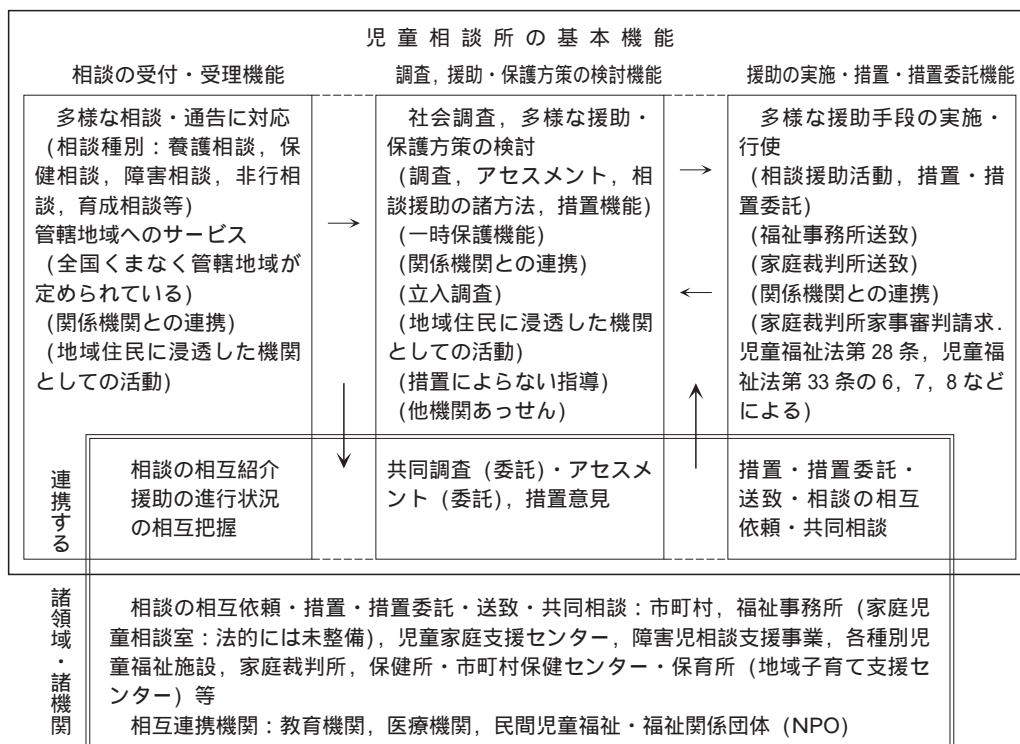 児童相談所の基本機能
相談の受付・受理機能
調査，援助・保護方策の検討機能
援助の実施・措置・措置委託機能
多様な相談・通告に対応
（相談種別：養護相談，保
健相談，障害相談，非行相
談，育成相談等）
管轄地域へのサービス
（全国くまなく管轄地域が
定められている）
（関係機関との連携）
（地域住民に浸透した機関
としての活動）
→
↓
社会調査，多様な援助・
保護方策の検討
（調査，アセスメント，相
談援助の諸方法，措置機能）
（一時保護機能）
（関係機関との連携）
（立入調査）
（地域住民に浸透した機関
としての活動）
（措置によらない指導）
（他機関あっせん）
→
←
↑
多様な援助手段の実施・
行使
（相談援助活動，措置・措
置委託）
（福祉事務所送致）
（家庭裁判所送致）
（関係機関との連携）
（家庭裁判所家事審判請求．
児童福祉法第 28 条，児童福
祉法第 33 条の 6，7，8 など
による）
連携する
相談の相互紹介
援助の進行状況
の相互把握
共同調査（委託）・アセスメ
ント（委託），措置意見
措置・措置委託・
送致・相談の相互
依頼・共同相談
諸領域・諸機関
相談の相互依頼・措置・措置委託・送致・共同相談：市町村，福祉事務所（家庭児
童相談室：法的には未整備），児童家庭支援センター，障害児相談支援事業，各種別児
童福祉施設，家庭裁判所，保健所・市町村保健センター・保育所（地域子育て支援セ
ンター）等
相互連携機関：教育機関，医療機関，民間児童福祉・福祉関係団体（NPO）